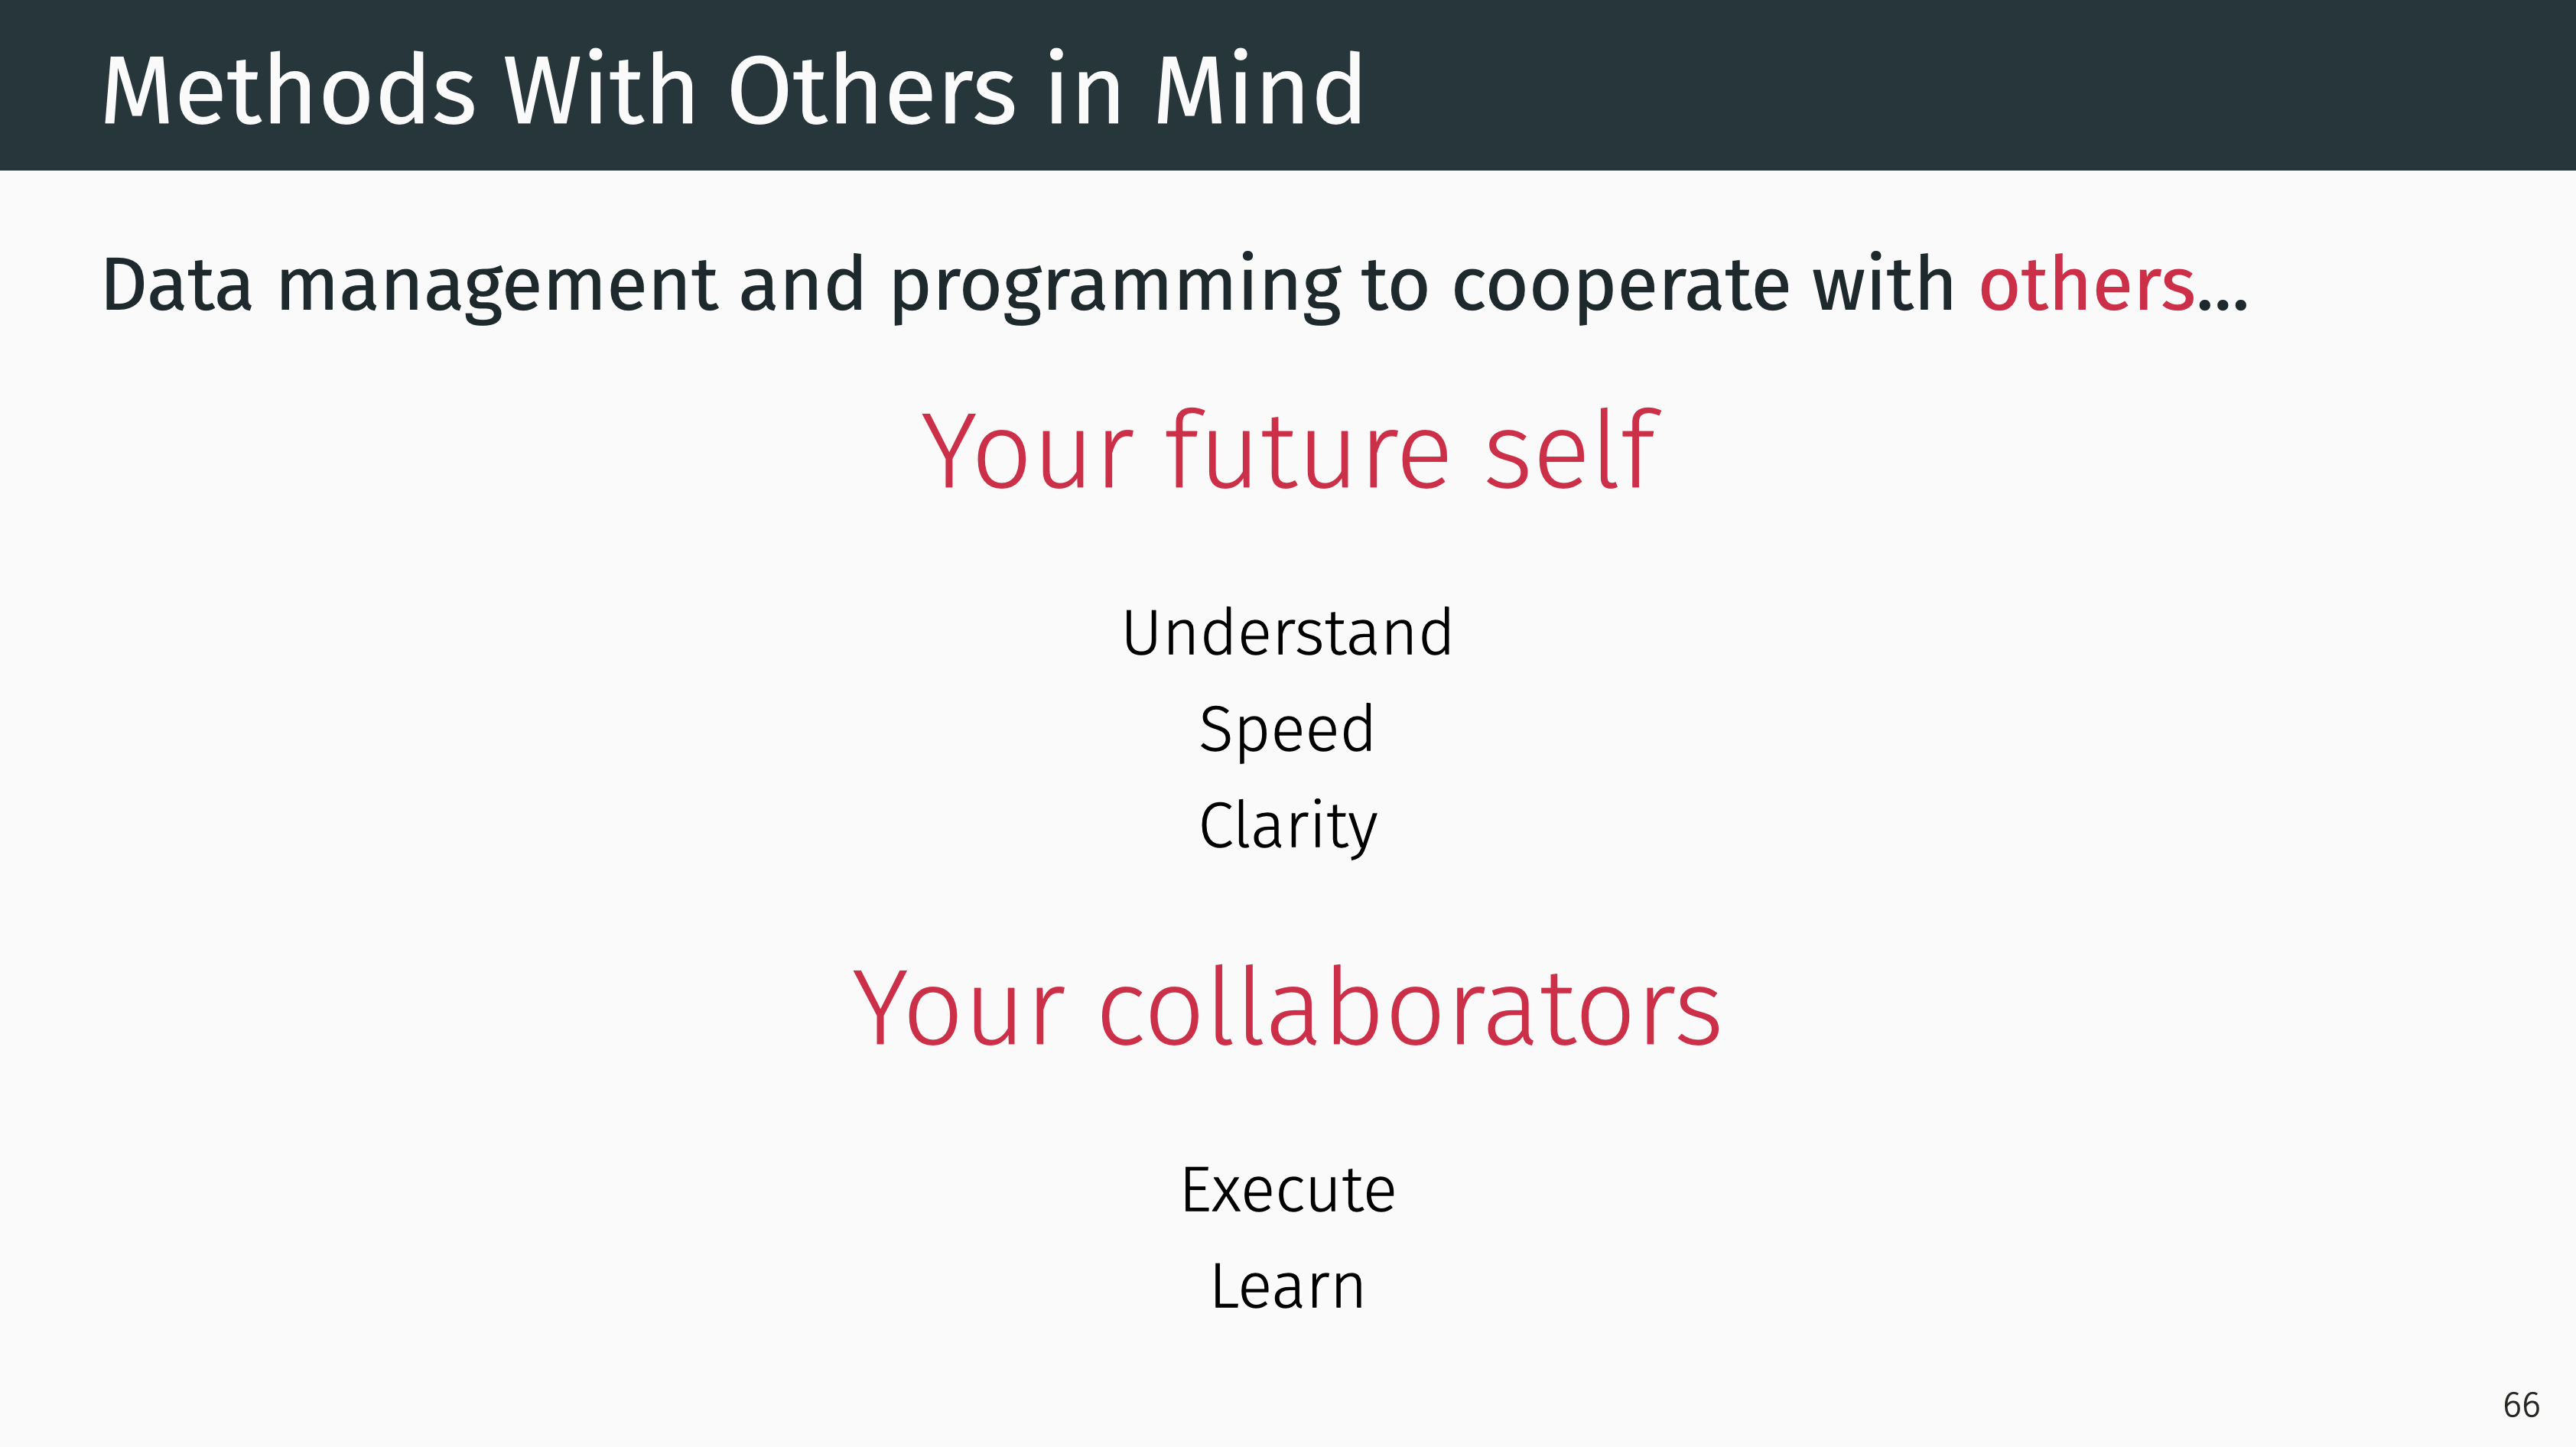 Methods With Others in Mind
Data management and programming to cooperate with others...
Your future self
Understand
Speed
Clarity
Your collaborators
Execute
Learn
66